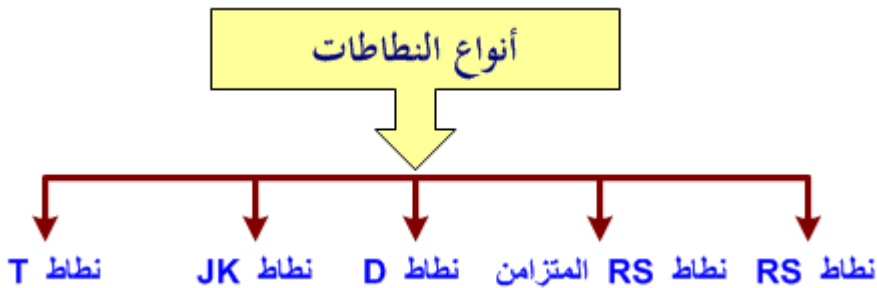 أنواع النطاطات
نطاط RS
نطاط RS المتزامن
نطاط D
نطاط JK
نطاط T